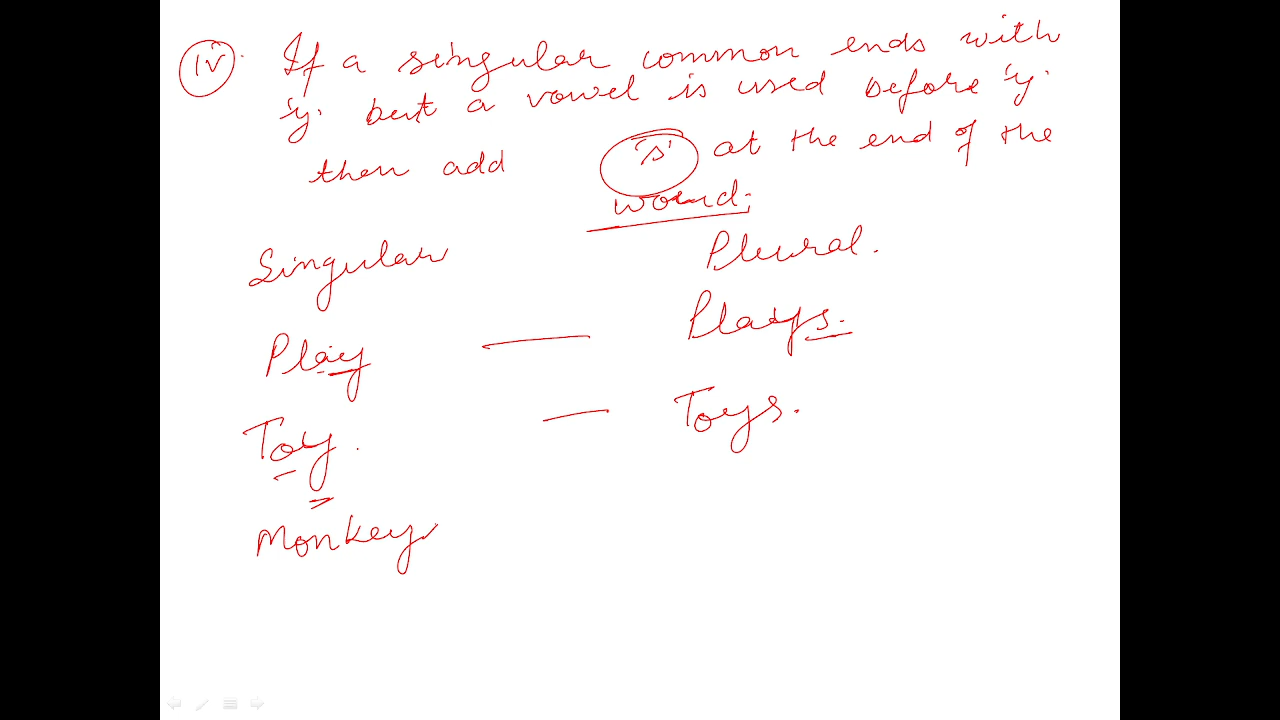 iv. If a singular common ends with
'y' but a vowel is used before 'y'
then add 's' at the end of the
word.
Singular Plural.
Play — Plays.
Toy. — Toys.
Monkey